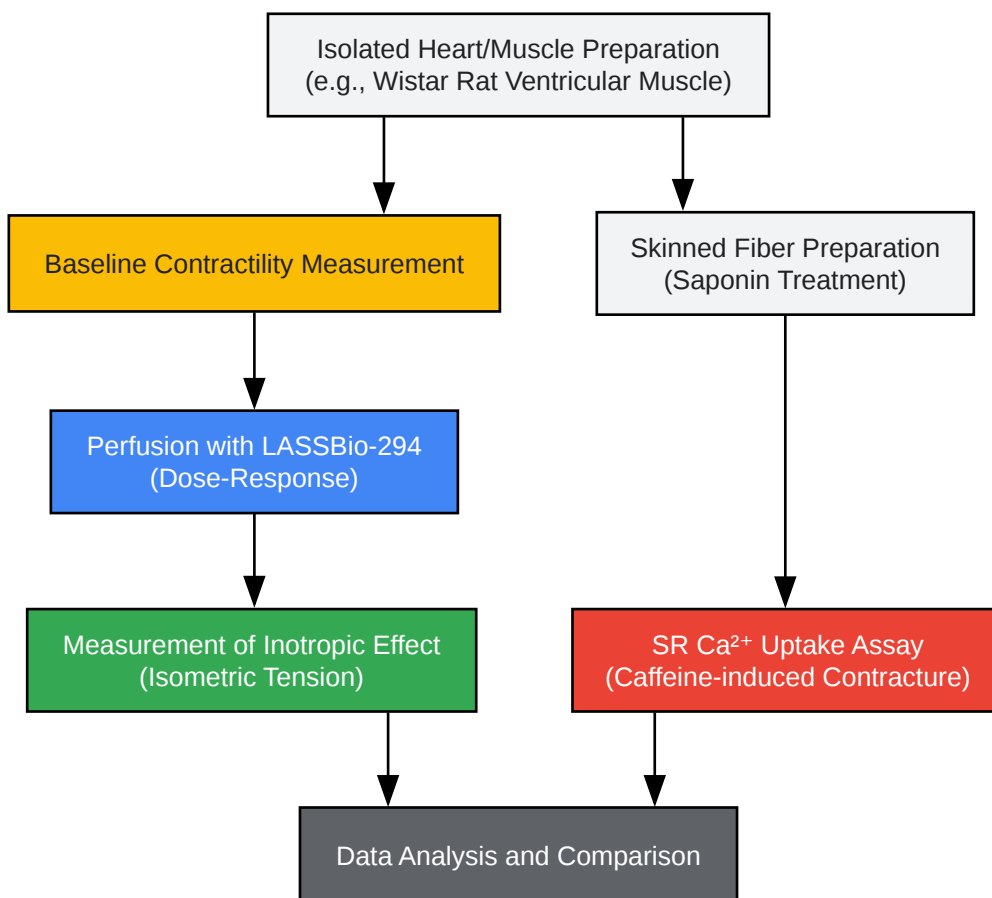 Isolated Heart/Muscle Preparation
(e.g., Wistar Rat Ventricular Muscle)
Baseline Contractility Measurement
Skinned Fiber Preparation
(Saponin Treatment)
Perfusion with LASSBio-294
(Dose-Response)
Measurement of Inotropic Effect
(Isometric Tension)
SR Ca²⁺ Uptake Assay
(Caffeine-induced Contracture)
Data Analysis and Comparison